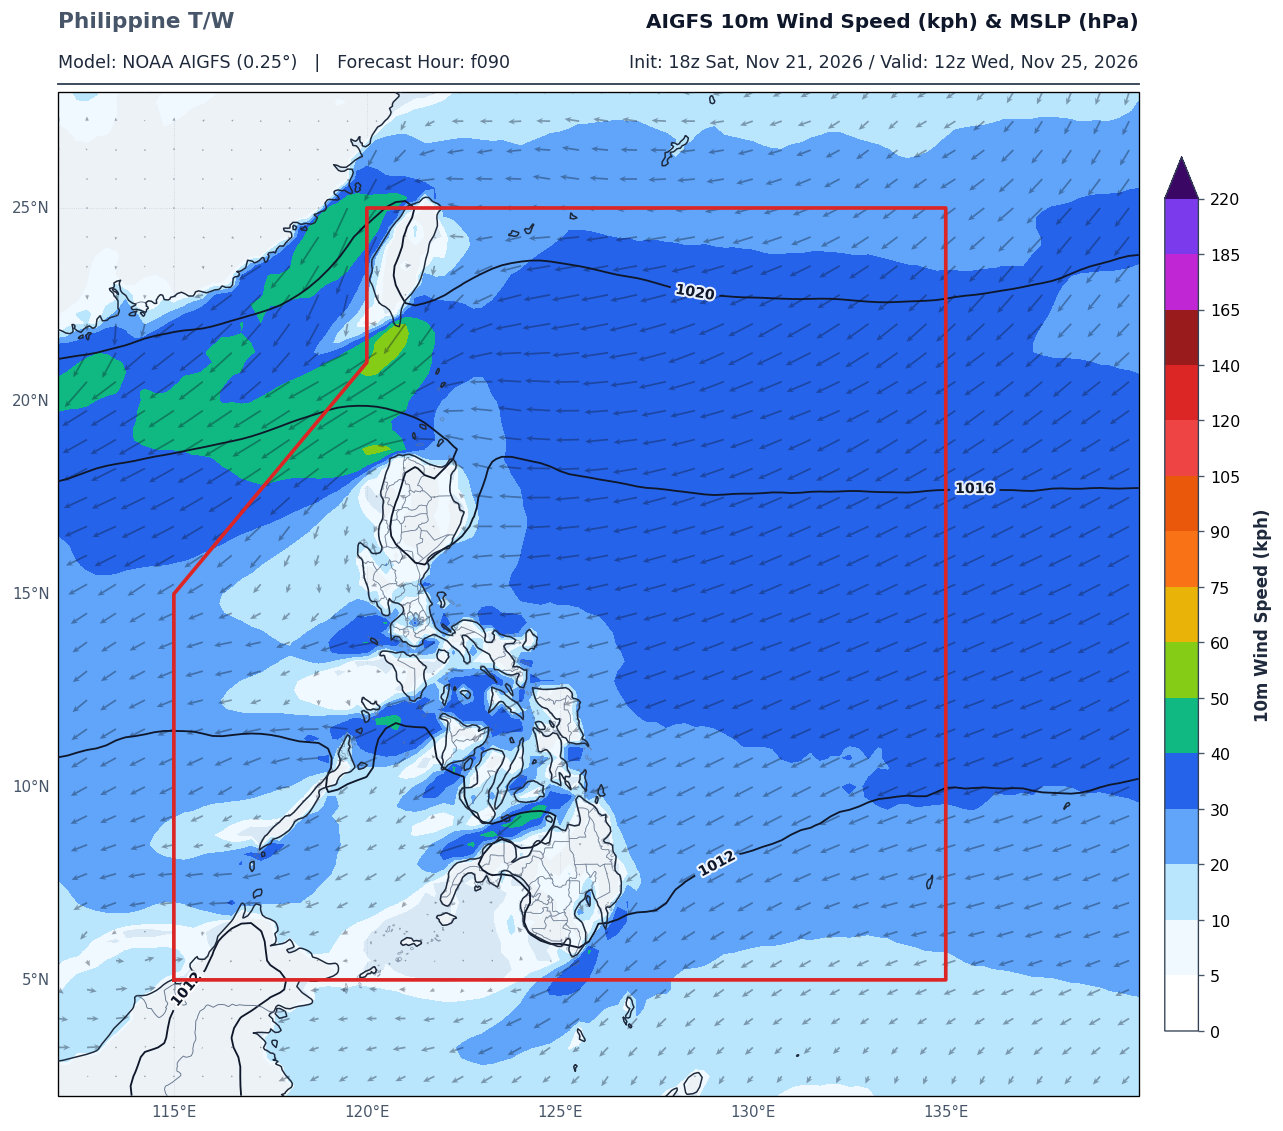 Philippine T/W
AIGFS 10m Wind Speed (kph) & MSLP (hPa)
Model: NOAA AIGFS (0.25°) | Forecast Hour: f090
Init: 18z Sat, Nov 21, 2026 / Valid: 12z Wed, Nov 25, 2026
25°N
20°N
15°N
10°N
5°N
115°E
120°E
125°E
130°E
135°E
1020
1016
1012
1012
220
185
165
140
120
105
90
75
60
50
40
30
20
10
5
0
10m Wind Speed (kph)